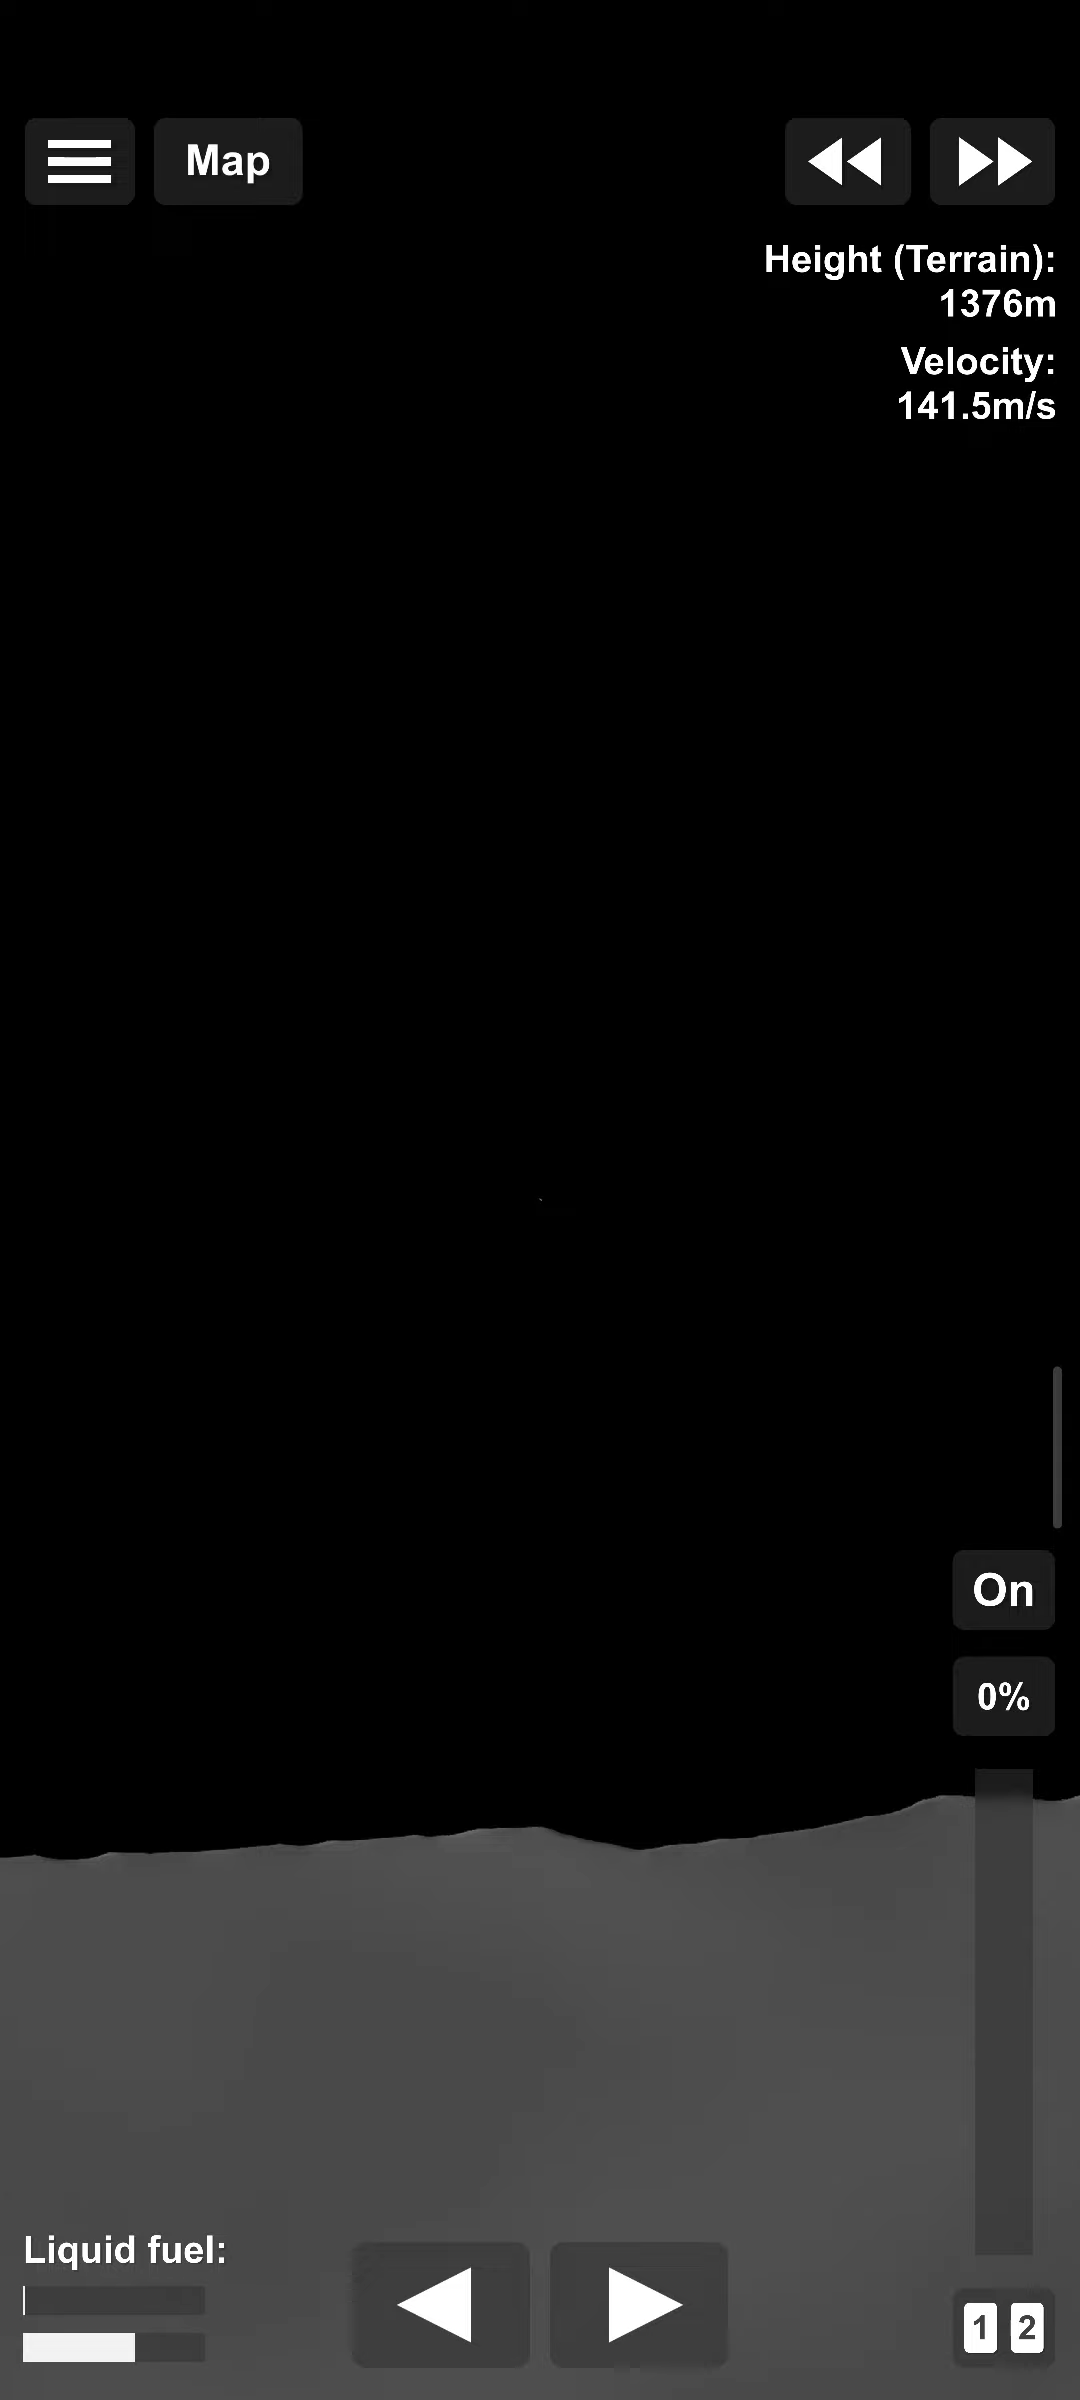 Map
Height (Terrain):
1376m
Velocity:
141.5m/s
On
0%
Liquid fuel:
1 2